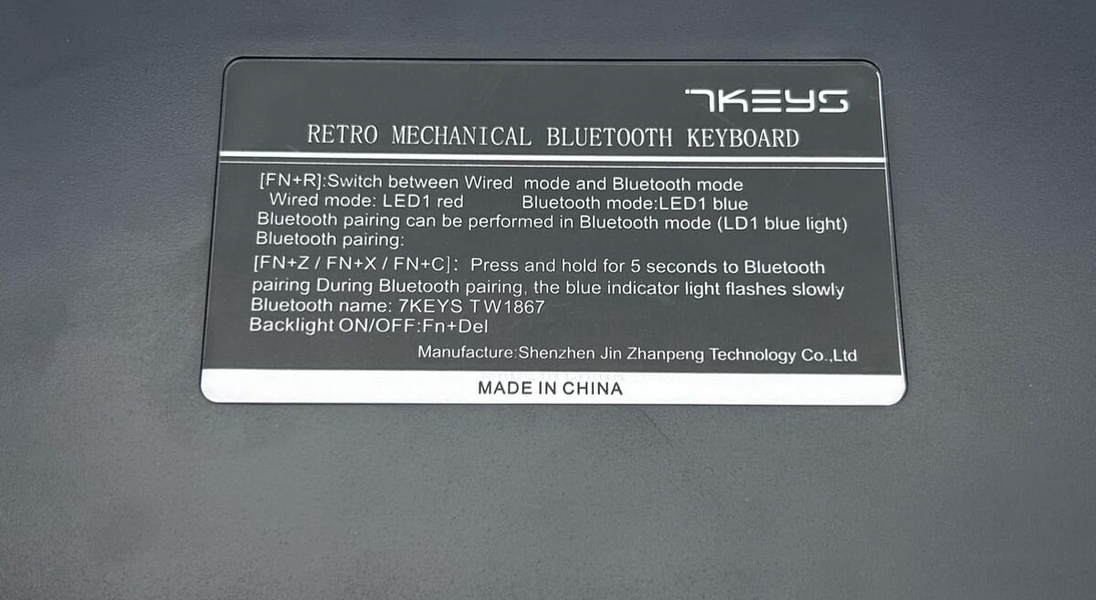 7KEYS
RETRO MECHANICAL BLUETOOTH KEYBOARD
[FN+R]:Switch between Wired mode and Bluetooth mode
Wired mode: LED1 red Bluetooth mode:LED1 blue
Bluetooth pairing can be performed in Bluetooth mode (LD1 blue light)
Bluetooth pairing:
[FN+Z / FN+X / FN+C]: Press and hold for 5 seconds to Bluetooth
pairing During Bluetooth pairing, the blue indicator light flashes slowly
Bluetooth name: 7KEYS TW1867
Backlight ON/OFF:Fn+Del
Manufacture:Shenzhen Jin Zhanpeng Technology Co.,Ltd
MADE IN CHINA